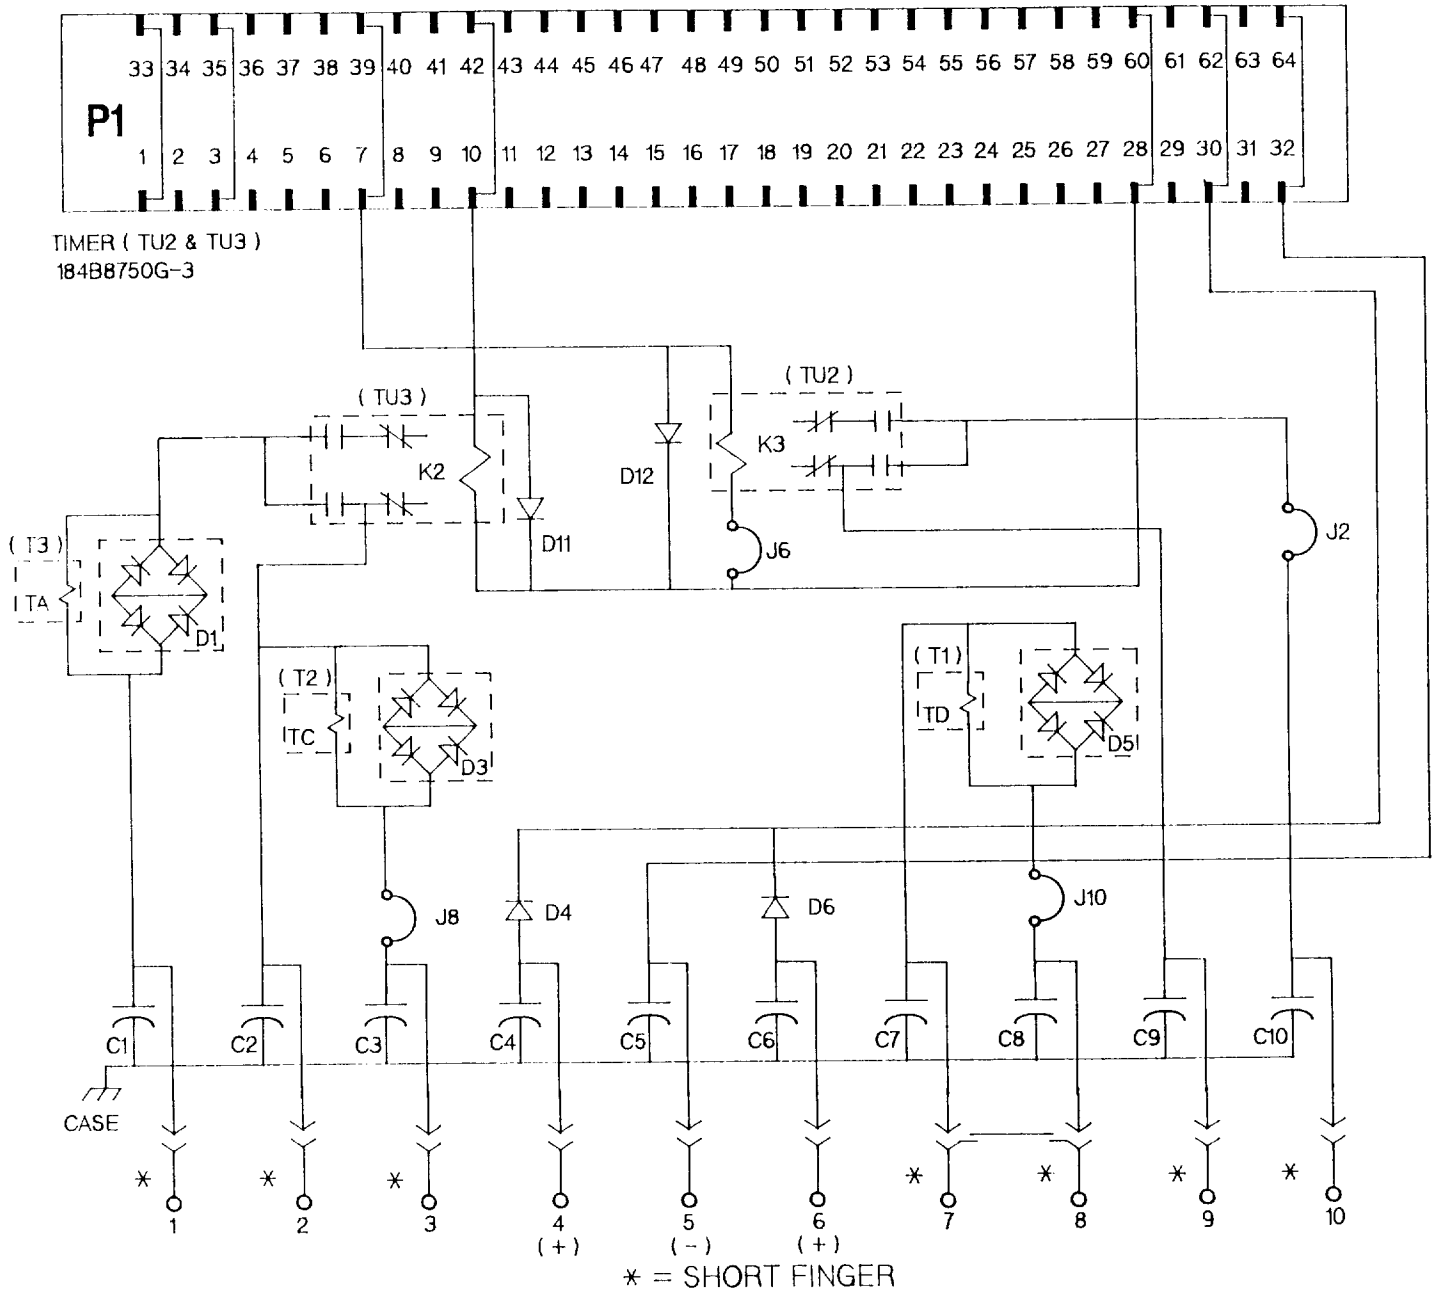 33 34 35 36 37 38 39 40 41 42 43 44 45 46 47 48 49 50 51 52 53 54 55 56 57 58 59 60 61 62 63 64
P1
1 2 3 4 5 6 7 8 9 10 11 12 13 14 15 16 17 18 19 20 21 22 23 24 25 26 27 28 29 30 31 32
TIMER ( TU2 & TU3 )
184B8750G-3
( TU3 )
( TU2 )
K2
D12
K3
D11
J6
J2
( T3 )
TA
D1
( T2 )
TC
D3
( T1 )
TD
D5
J8
D4
D6
J10
C1
C2
C3
C4
C5
C6
C7
C8
C9
C10
CASE
* * * * * * *
1 2 3 4 5 6 7 8 9 10
(+) (-) (+)
* = SHORT FINGER